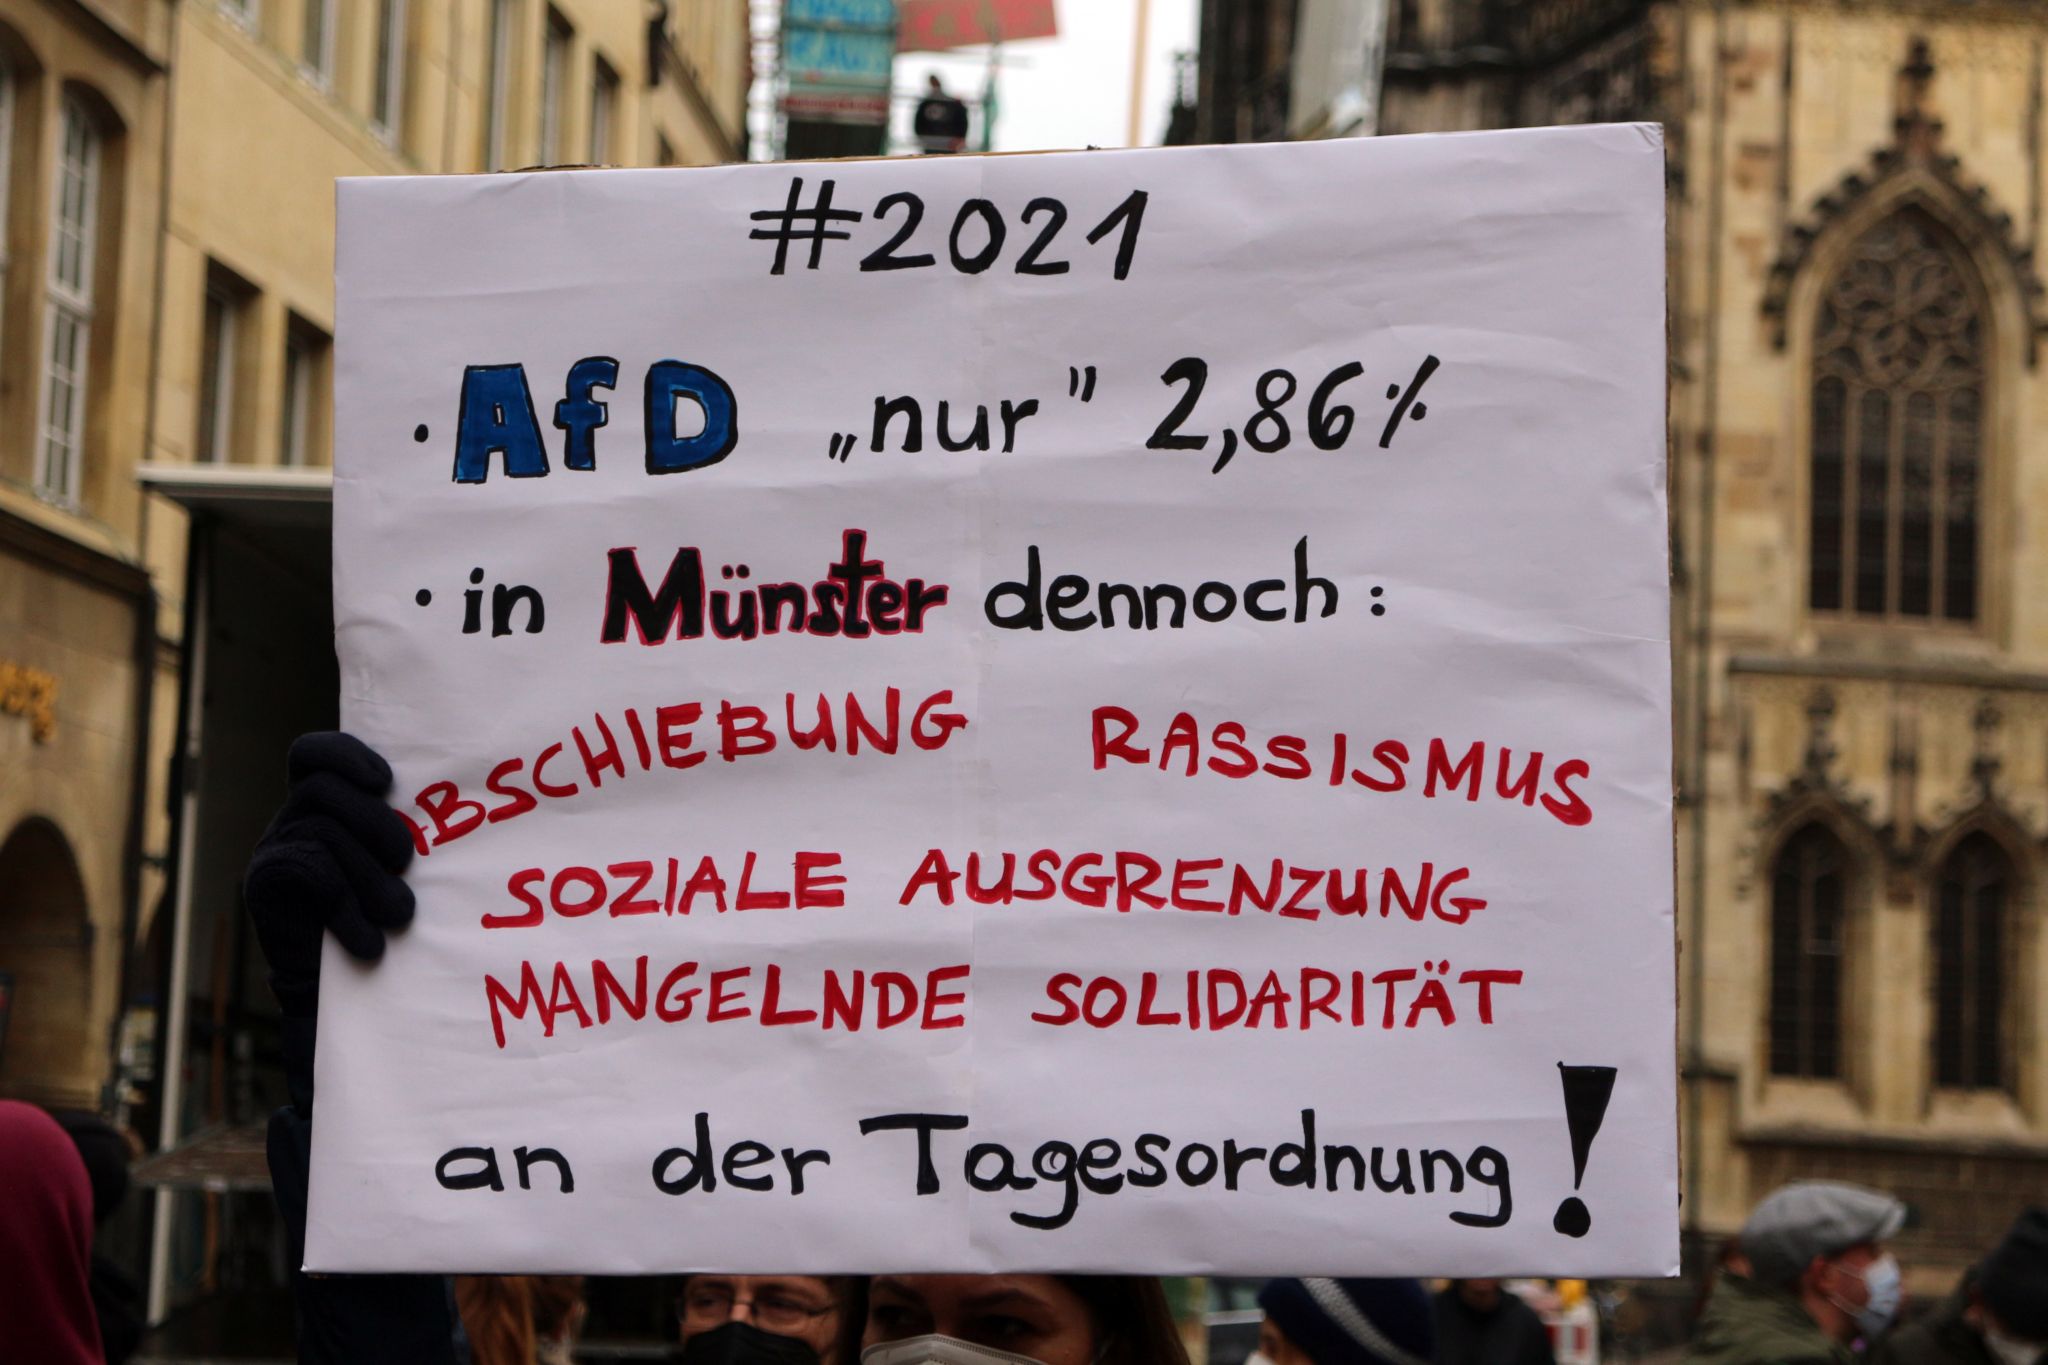 #2021
· AfD „nur” 2,86%
· in Münster dennoch:
ABSCHIEBUNG RASSISMUS
SOZIALE AUSGRENZUNG
MANGELNDE SOLIDARITÄT
an der Tagesordnung!